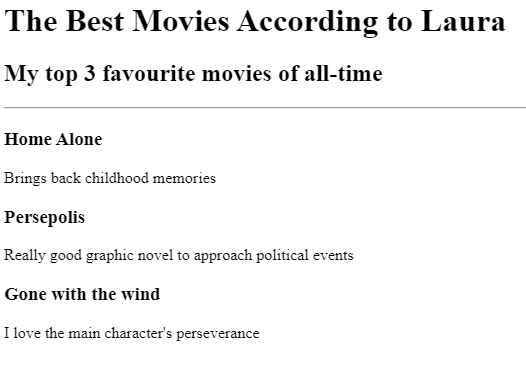 The Best Movies According to Laura
My top 3 favourite movies of all-time
Home Alone
Brings back childhood memories
Persepolis
Really good graphic novel to approach political events
Gone with the wind
I love the main character's perseverance